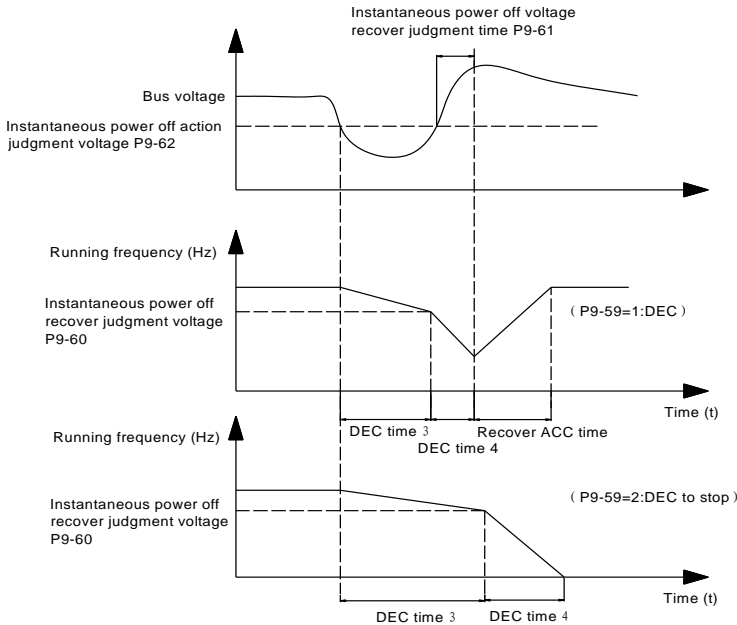 Instantaneous power off voltage
recover judgment time P9-61
Bus voltage
Instantaneous power off action
judgment voltage P9-62
Running frequency (Hz)
Instantaneous power off
recover judgment voltage
P9-60
( P9-59=1:DEC )
Time (t)
DEC time 3
Recover ACC time
DEC time 4
Running frequency (Hz)
Instantaneous power off
recover judgment voltage
P9-60
( P9-59=2:DEC to stop )
Time (t)
DEC time 3
DEC time 4